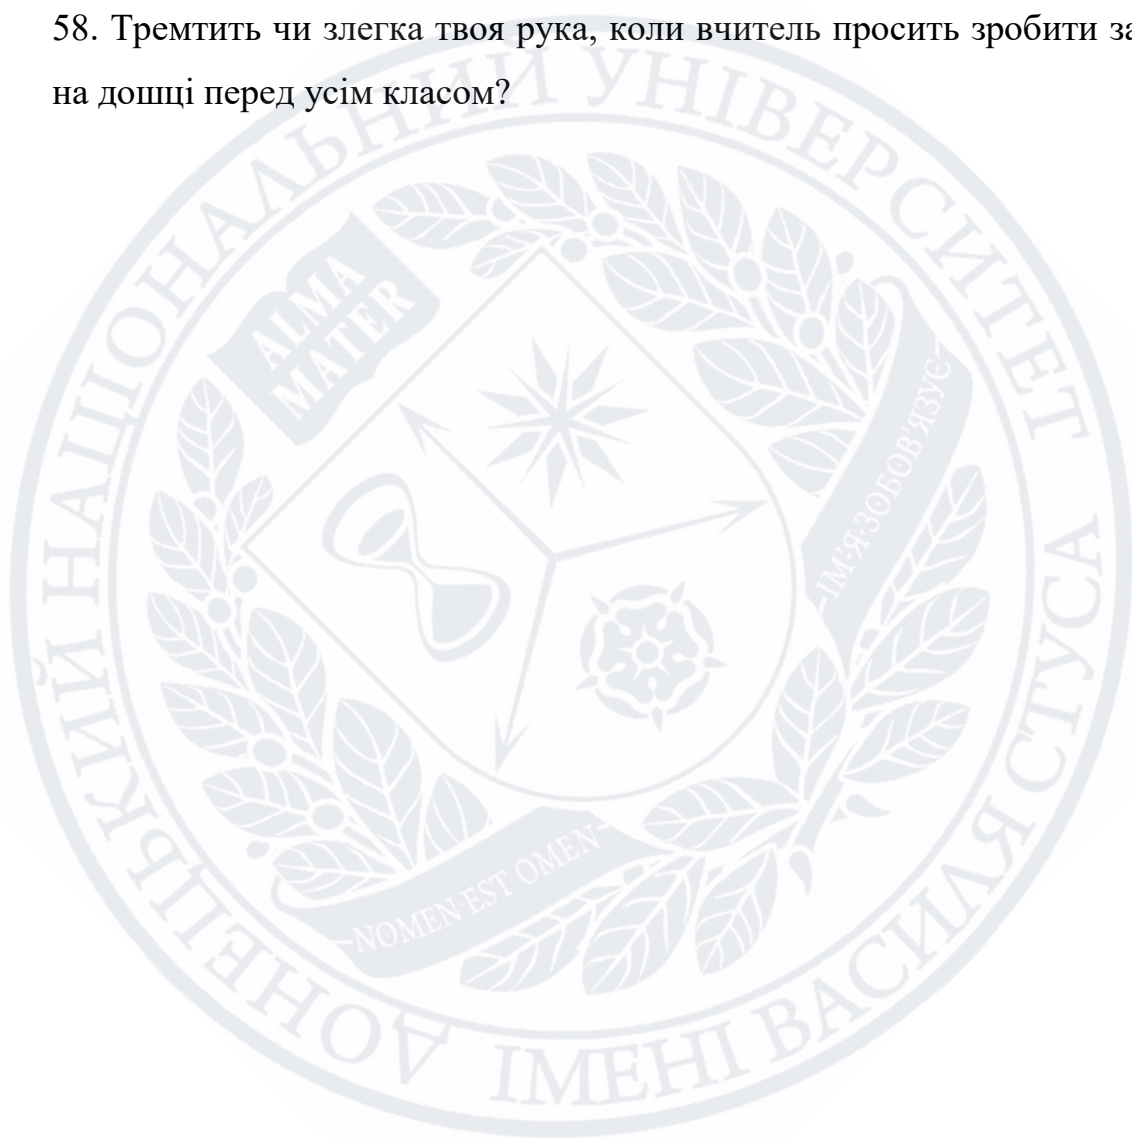 58. Тремтить чи злегка твоя рука, коли вчитель просить зробити
на дошці перед усім класом?
ДОНЕЦЬКИЙ НАЦІОНАЛЬНИЙ УНІВЕРСИТЕТ ІМЕНІ ВАСИЛЯ СТУСА
ALMA
MATER
ІМ'Я ЗОБОВ'ЯЗУЄ
NOMEN EST OMEN